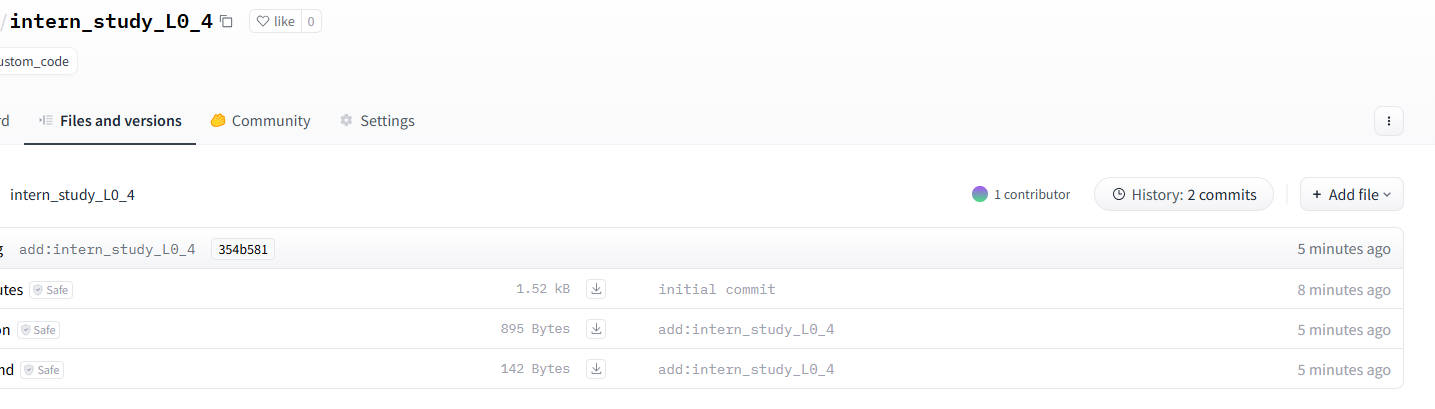 /intern_study_L0_4 like 0
ustom_code
rd Files and versions Community Settings
intern_study_L0_4 1 contributor History: 2 commits + Add file
g add:intern_study_L0_4 354b581 5 minutes ago
utes Safe 1.52 kB initial commit 8 minutes ago
on Safe 895 Bytes add:intern_study_L0_4 5 minutes ago
md Safe 142 Bytes add:intern_study_L0_4 5 minutes ago